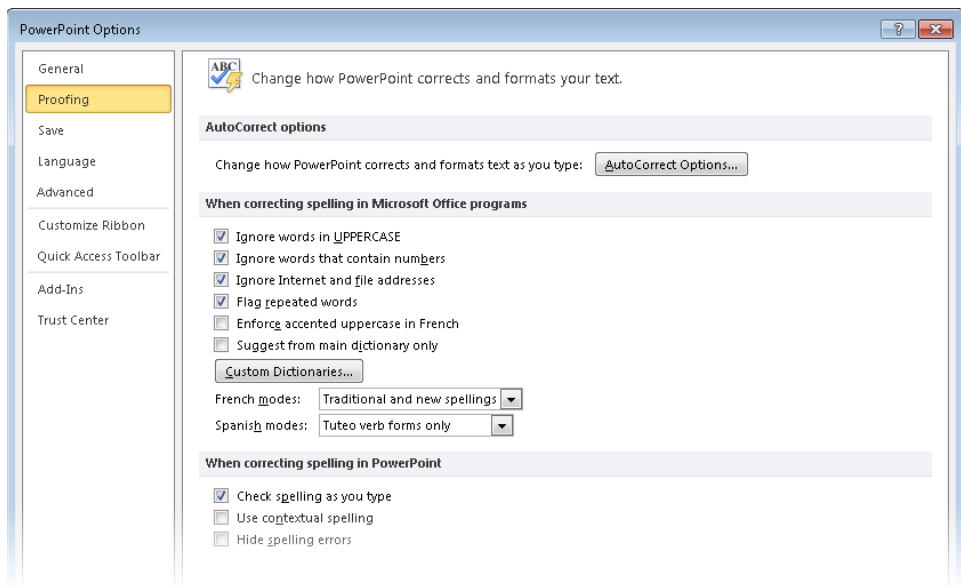 PowerPoint Options
General
Proofing
Save
Language
Advanced
Customize Ribbon
Quick Access Toolbar
Add-Ins
Trust Center
ABC
Change how PowerPoint corrects and formats your text.
AutoCorrect options
Change how PowerPoint corrects and formats text as you type: AutoCorrect Options...
When correcting spelling in Microsoft Office programs
Ignore words in UPPERCASE
Ignore words that contain numbers
Ignore Internet and file addresses
Flag repeated words
Enforce accented uppercase in French
Suggest from main dictionary only
Custom Dictionaries...
French modes: Traditional and new spellings
Spanish modes: Tuteo verb forms only
When correcting spelling in PowerPoint
Check spelling as you type
Use contextual spelling
Hide spelling errors